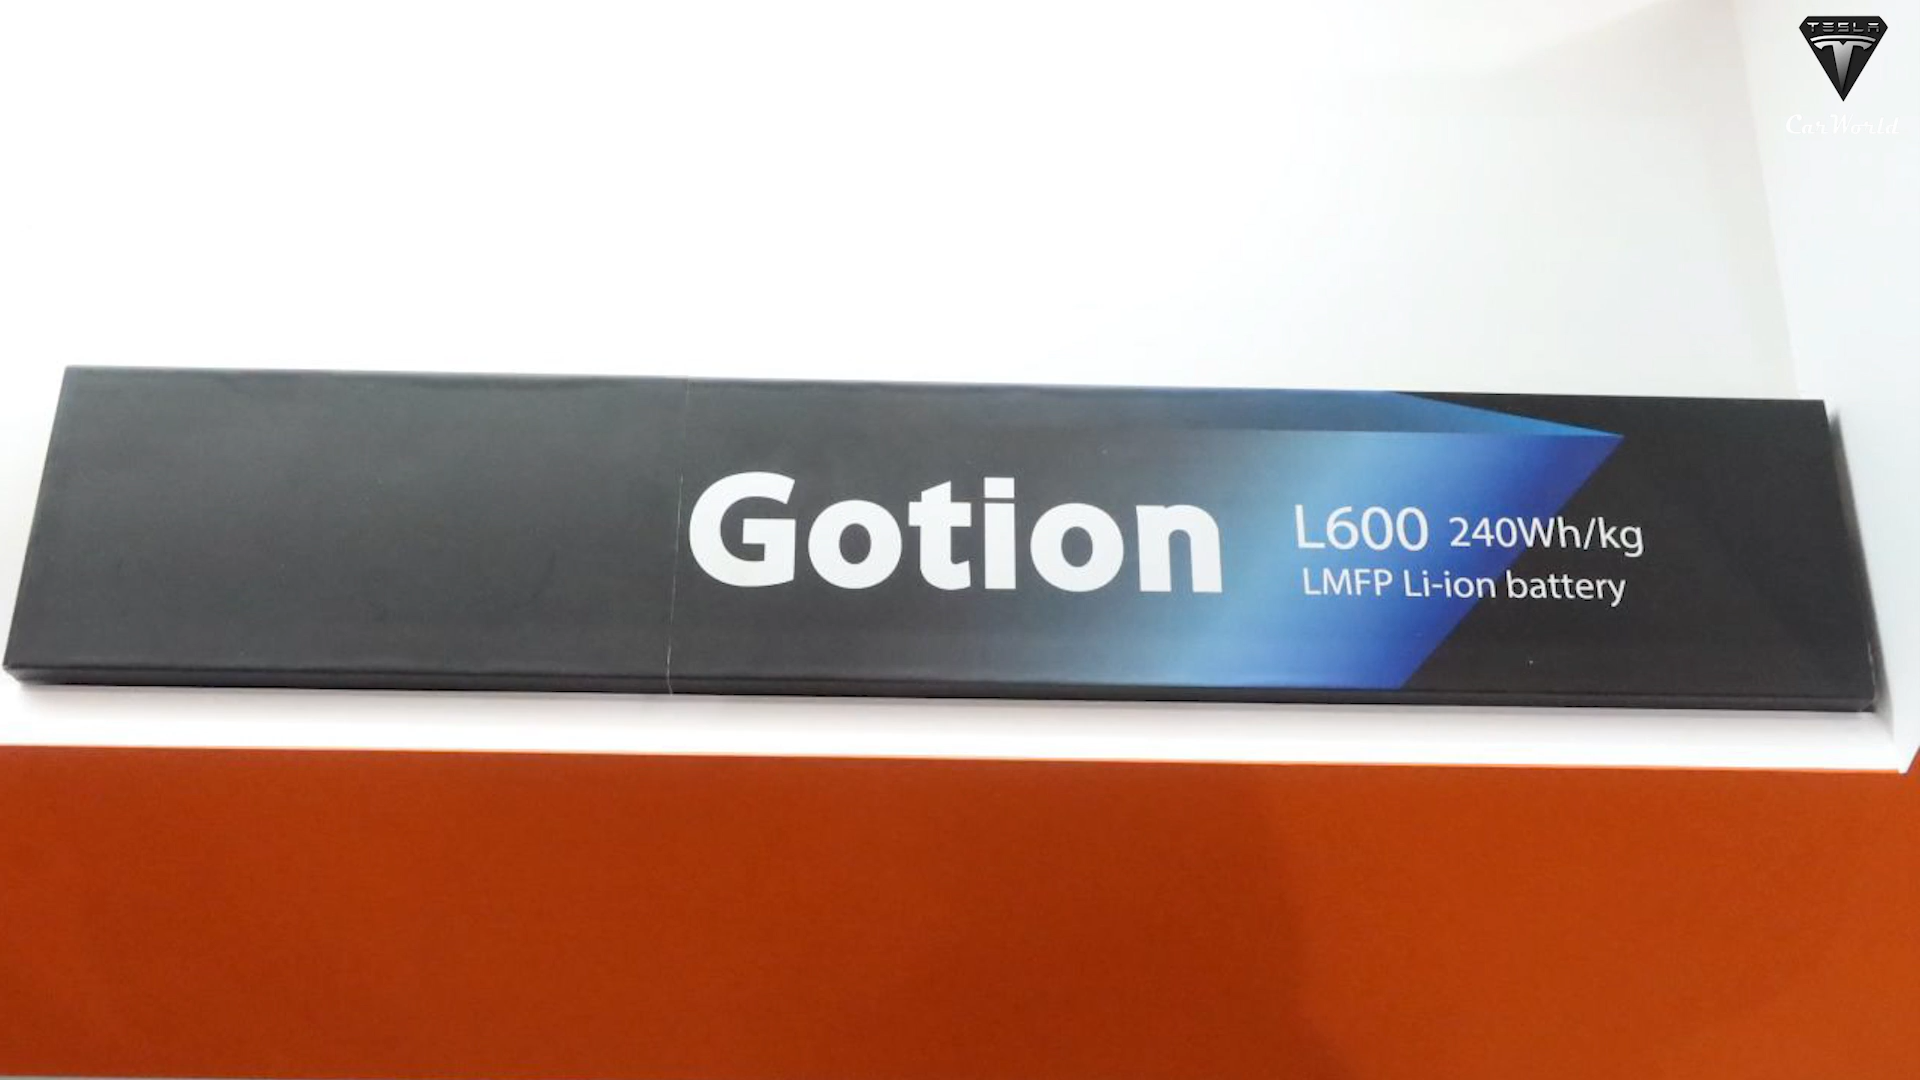 TESLA
CarWorld
Gotion
L600 240Wh/kg
LMFP Li-ion battery